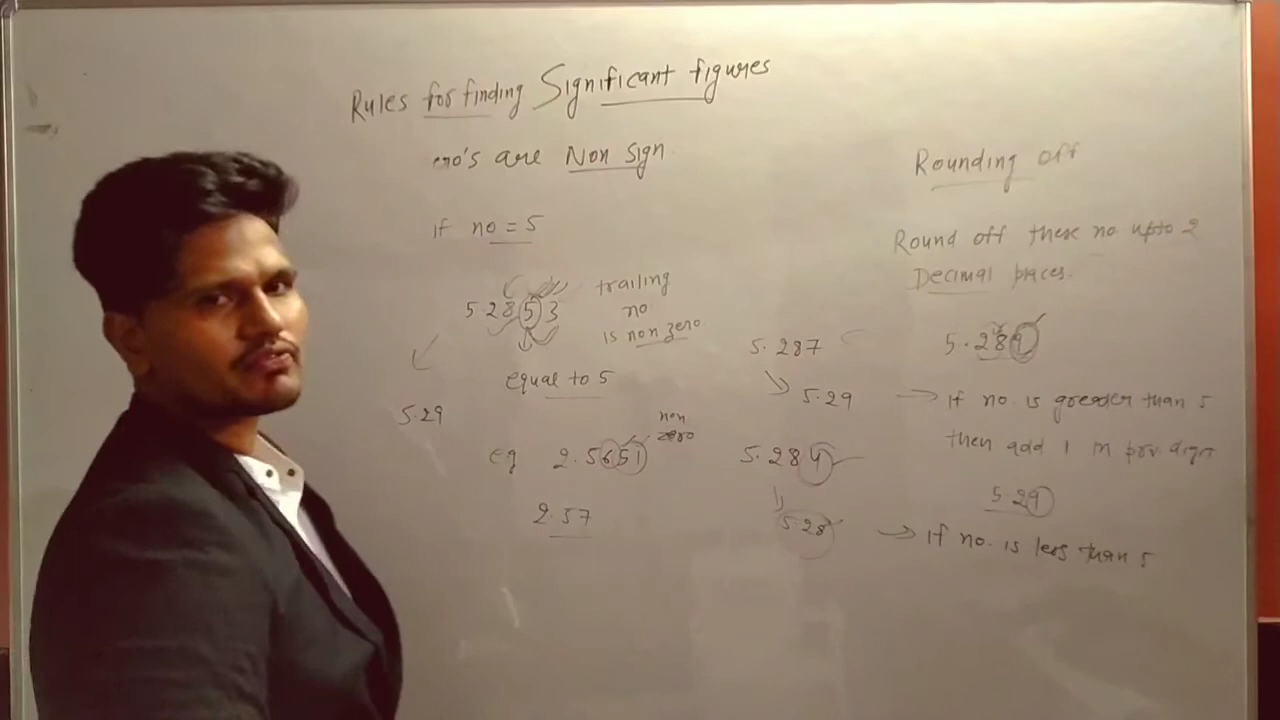 Rules for finding Significant figures
ero's are Non Sign
if no = 5
5.2853
trailing
no
is non zero
equal to 5
5.29
eg 2.5651
non
zero
2.57
5.287
5.29
5.284
5.28
Rounding off
Round off these no upto 2
Decimal places.
5.289
→ If no. is greater than 5
then add 1 in prv. digit
5.29
→ If no. is less than 5